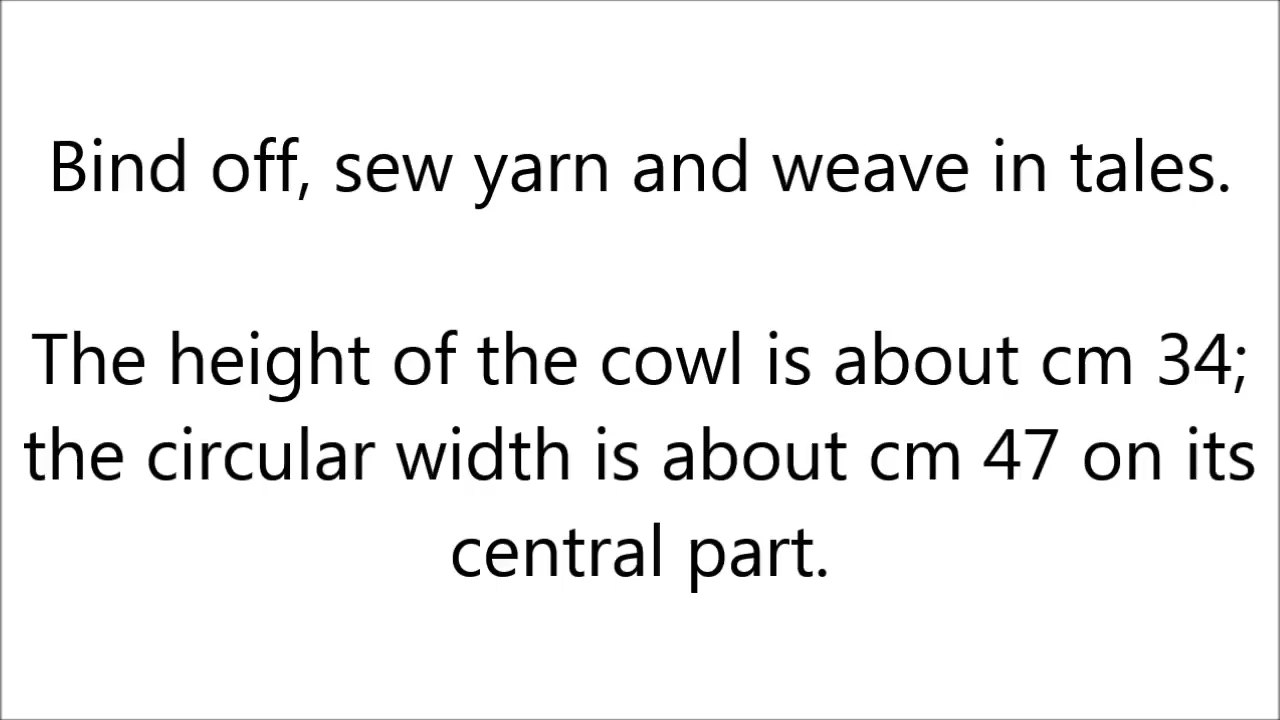 Bind off, sew yarn and weave in tales.
The height of the cowl is about cm 34;
the circular width is about cm 47 on its
central part.